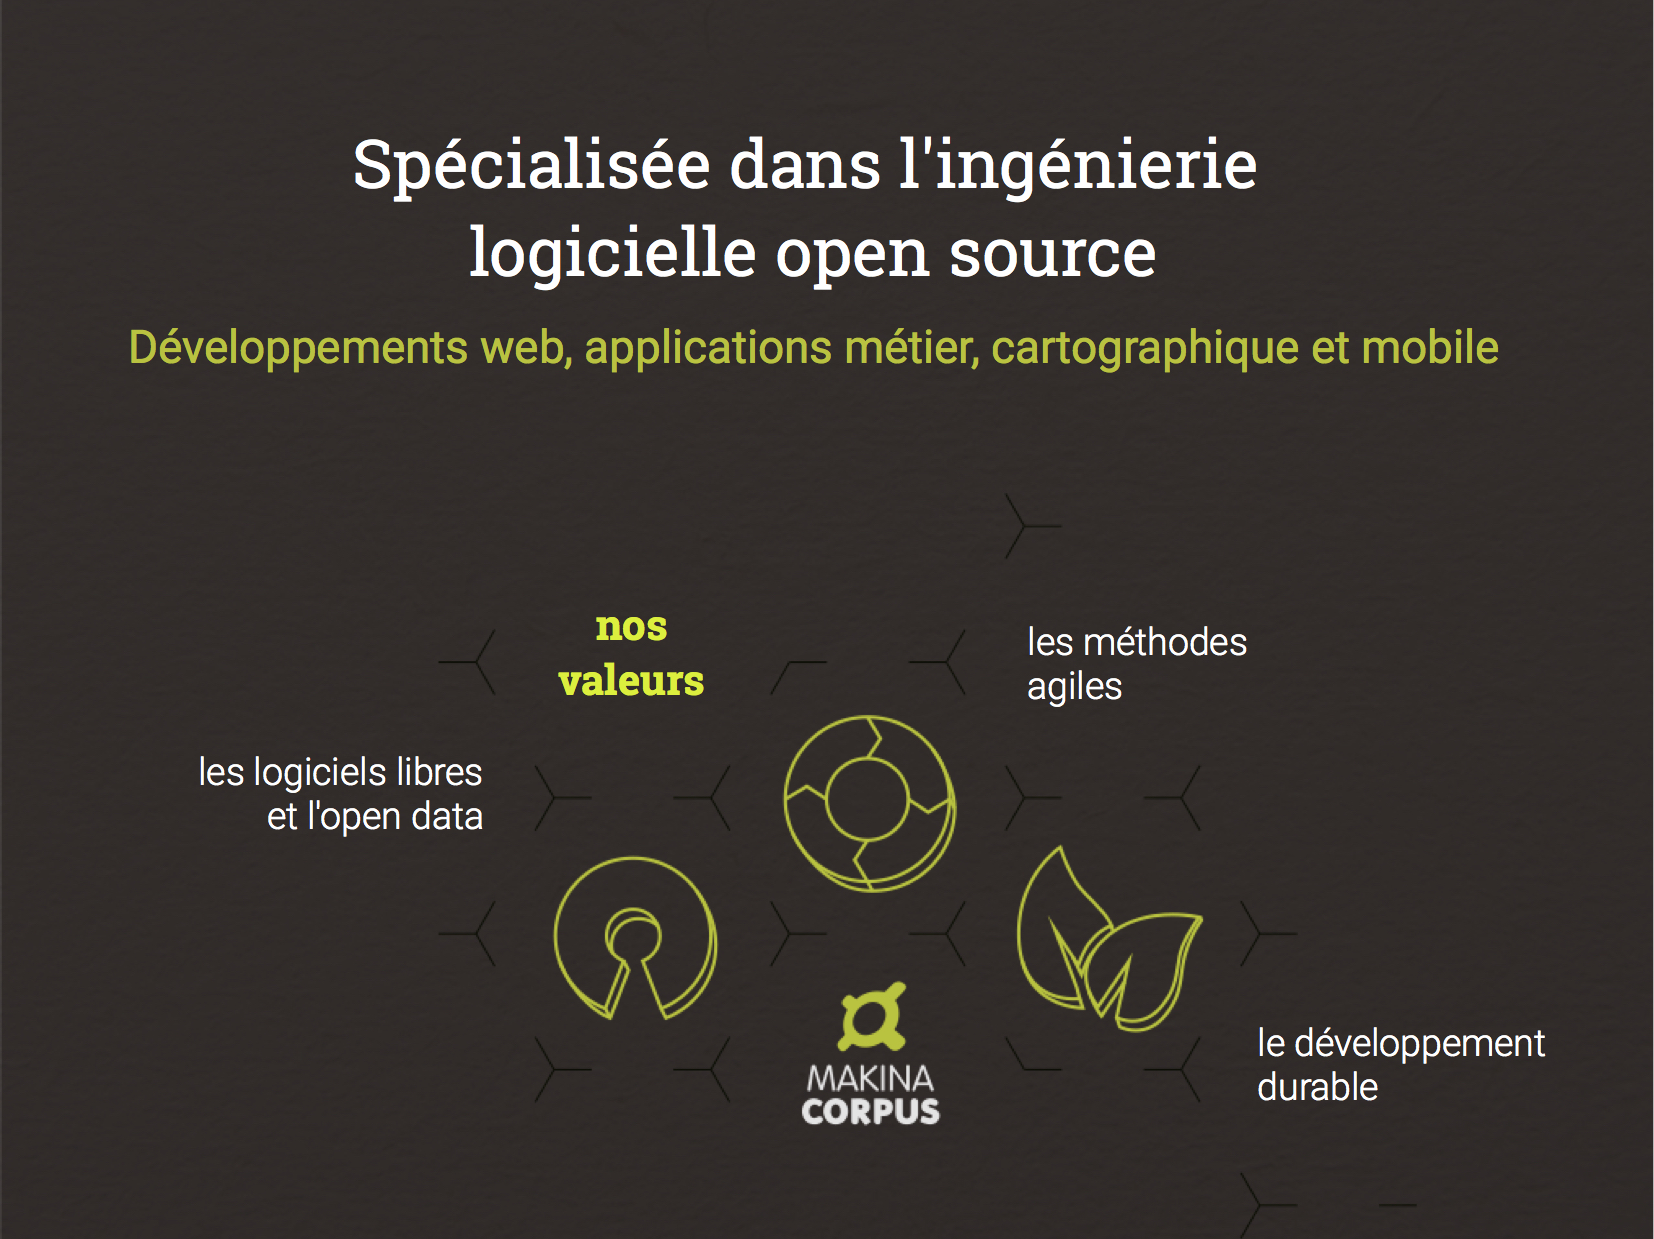 Spécialisée dans l'ingénierie
logicielle open source
Développements web, applications métier, cartographique et mobile
nos
valeurs
les méthodes
agiles
les logiciels libres
et l'open data
le développement
durable
MAKINA
CORPUS